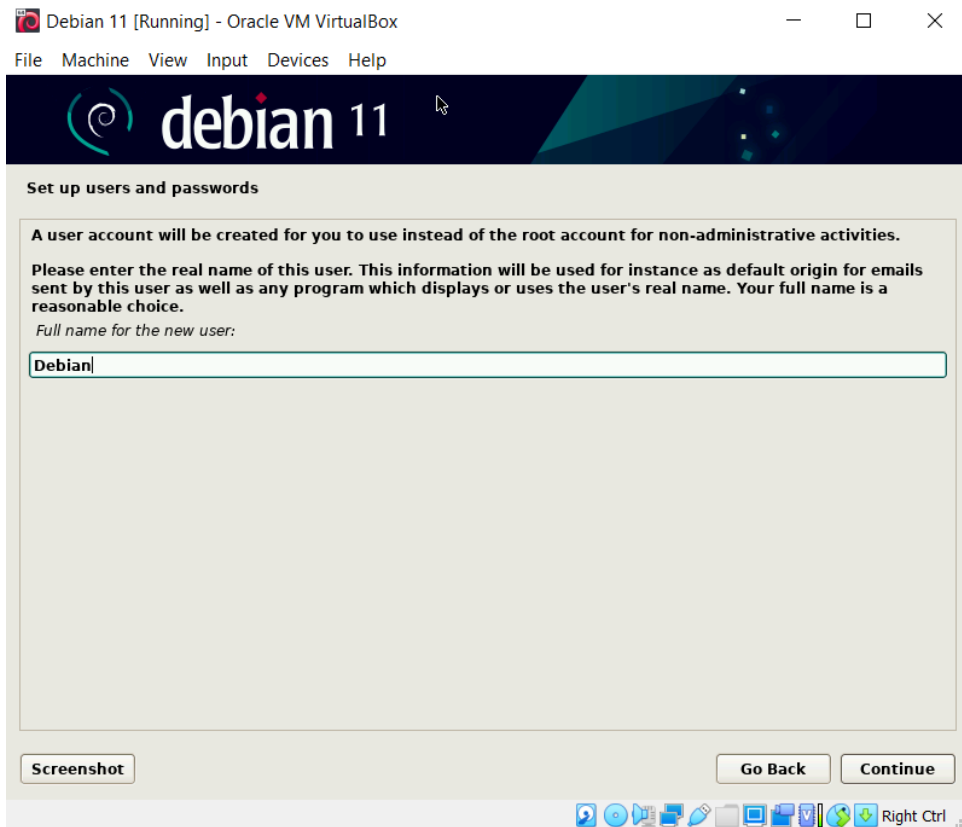 Debian 11 [Running] - Oracle VM VirtualBox
File Machine View Input Devices Help
debian 11
Set up users and passwords
A user account will be created for you to use instead of the root account for non-administrative activities.
Please enter the real name of this user. This information will be used for instance as default origin for emails
sent by this user as well as any program which displays or uses the user's real name. Your full name is a
reasonable choice.
Full name for the new user:
Debian
Screenshot Go Back Continue
Right Ctrl